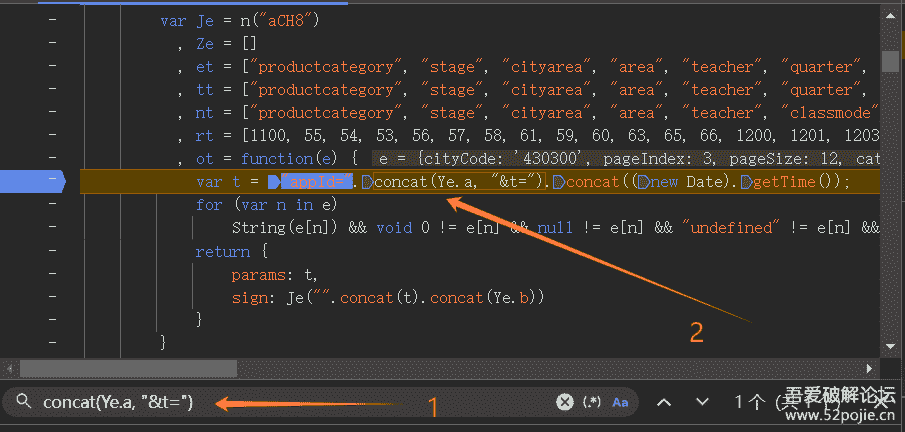 var Je = n("aCH8")
, Ze = []
, et = ["productcategory", "stage", "cityarea", "area", "teacher", "quarter",
, tt = ["productcategory", "stage", "cityarea", "area", "teacher", "quarter",
, nt = ["productcategory", "stage", "cityarea", "area", "teacher", "classmode"
, rt = [1100, 55, 54, 53, 56, 57, 58, 61, 59, 60, 63, 65, 66, 1200, 1201, 1203
, ot = function(e) { e = {cityCode: '430300', pageIndex: 3, pageSize: 12, cat
var t = "appId=".concat(Ye.a, "&t=").concat((new Date).getTime());
for (var n in e)
String(e[n]) && void 0 != e[n] && null != e[n] && "undefined" != e[n] &&
return {
params: t,
sign: Je("".concat(t).concat(Ye.b))
}
}
2
concat(Ye.a, "&t=")
1
(.*)
Aa
1 个 (共 1 个)
吾爱破解论坛
www.52pojie.cn